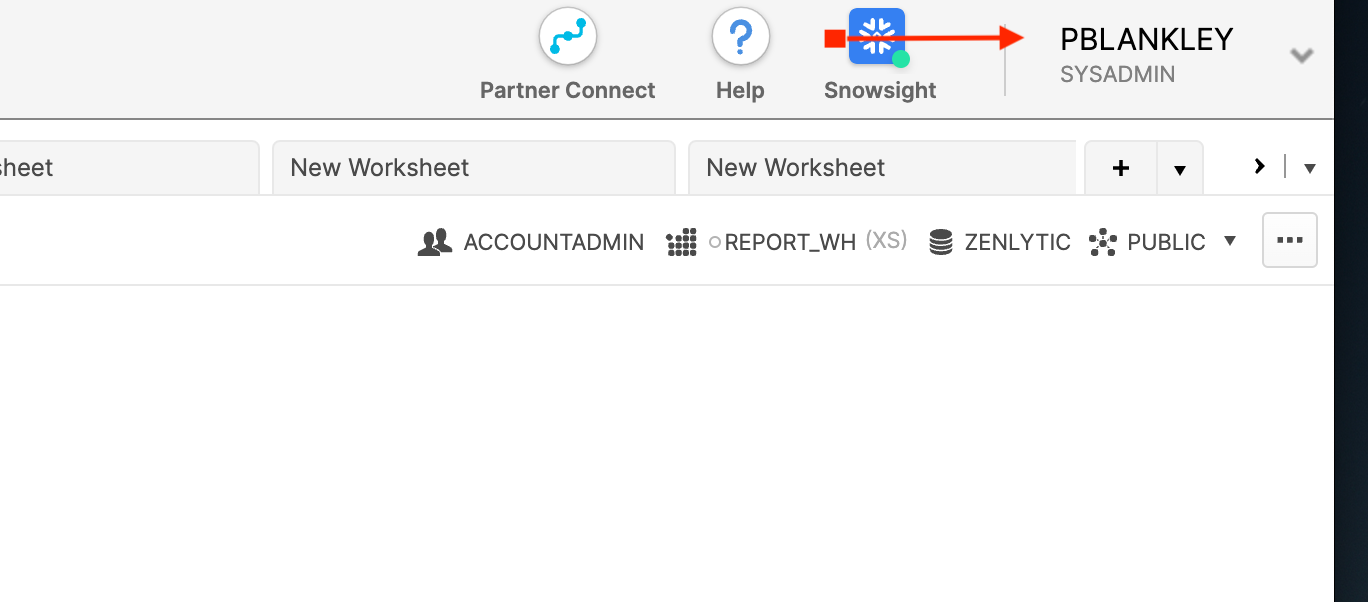 PBLANKLEY
SYSADMIN
Partner Connect
Help
Snowsight
sheet
New Worksheet
New Worksheet
ACCOUNTADMIN
REPORT_WH (XS)
ZENLYTIC
PUBLIC